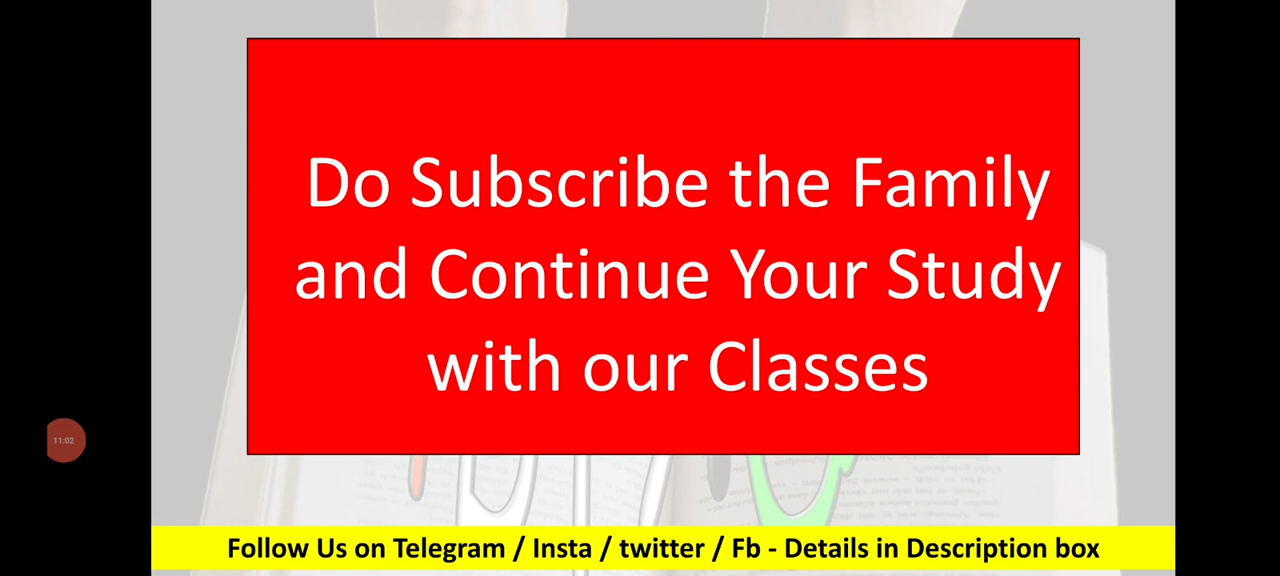 Do Subscribe the Family
and Continue Your Study
with our Classes
11:02
Follow Us on Telegram / Insta / twitter / Fb - Details in Description box